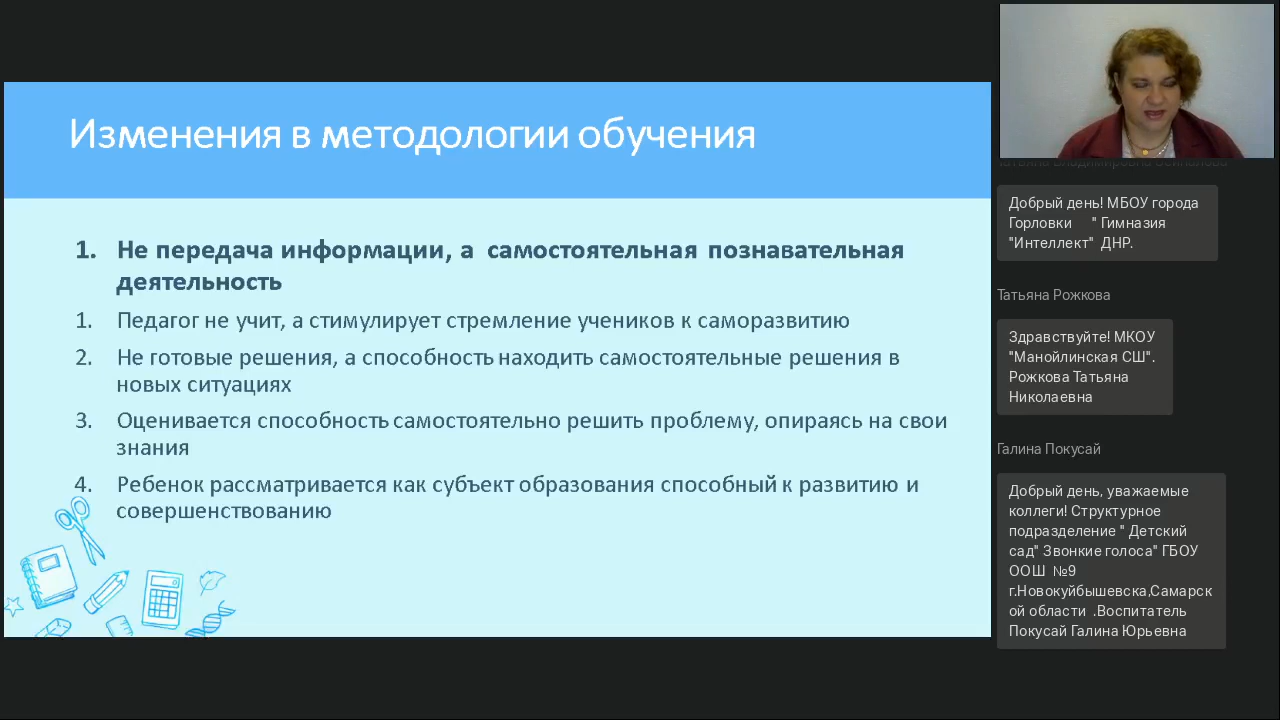 Изменения в методологии обучения
1. Не передача информации, а самостоятельная познавательная
деятельность
1. Педагог не учит, а стимулирует стремление учеников к саморазвитию
2. Не готовые решения, а способность находить самостоятельные решения в
новых ситуациях
3. Оценивается способность самостоятельно решить проблему, опираясь на свои
знания
4. Ребенок рассматривается как субъект образования способный к развитию и
совершенствованию
Добрый день! МБОУ города
Горловки " Гимназия
"Интеллект" ДНР.
Татьяна Рожкова
Здравствуйте! МКОУ
"Манойлинская СШ".
Рожкова Татьяна
Николаевна
Галина Покусай
Добрый день, уважаемые
коллеги! Структурное
подразделение " Детский
сад" Звонкие голоса" ГБОУ
ООШ №9
г.Новокуйбышевска,Самарск
ой области .Воспитатель
Покусай Галина Юрьевна